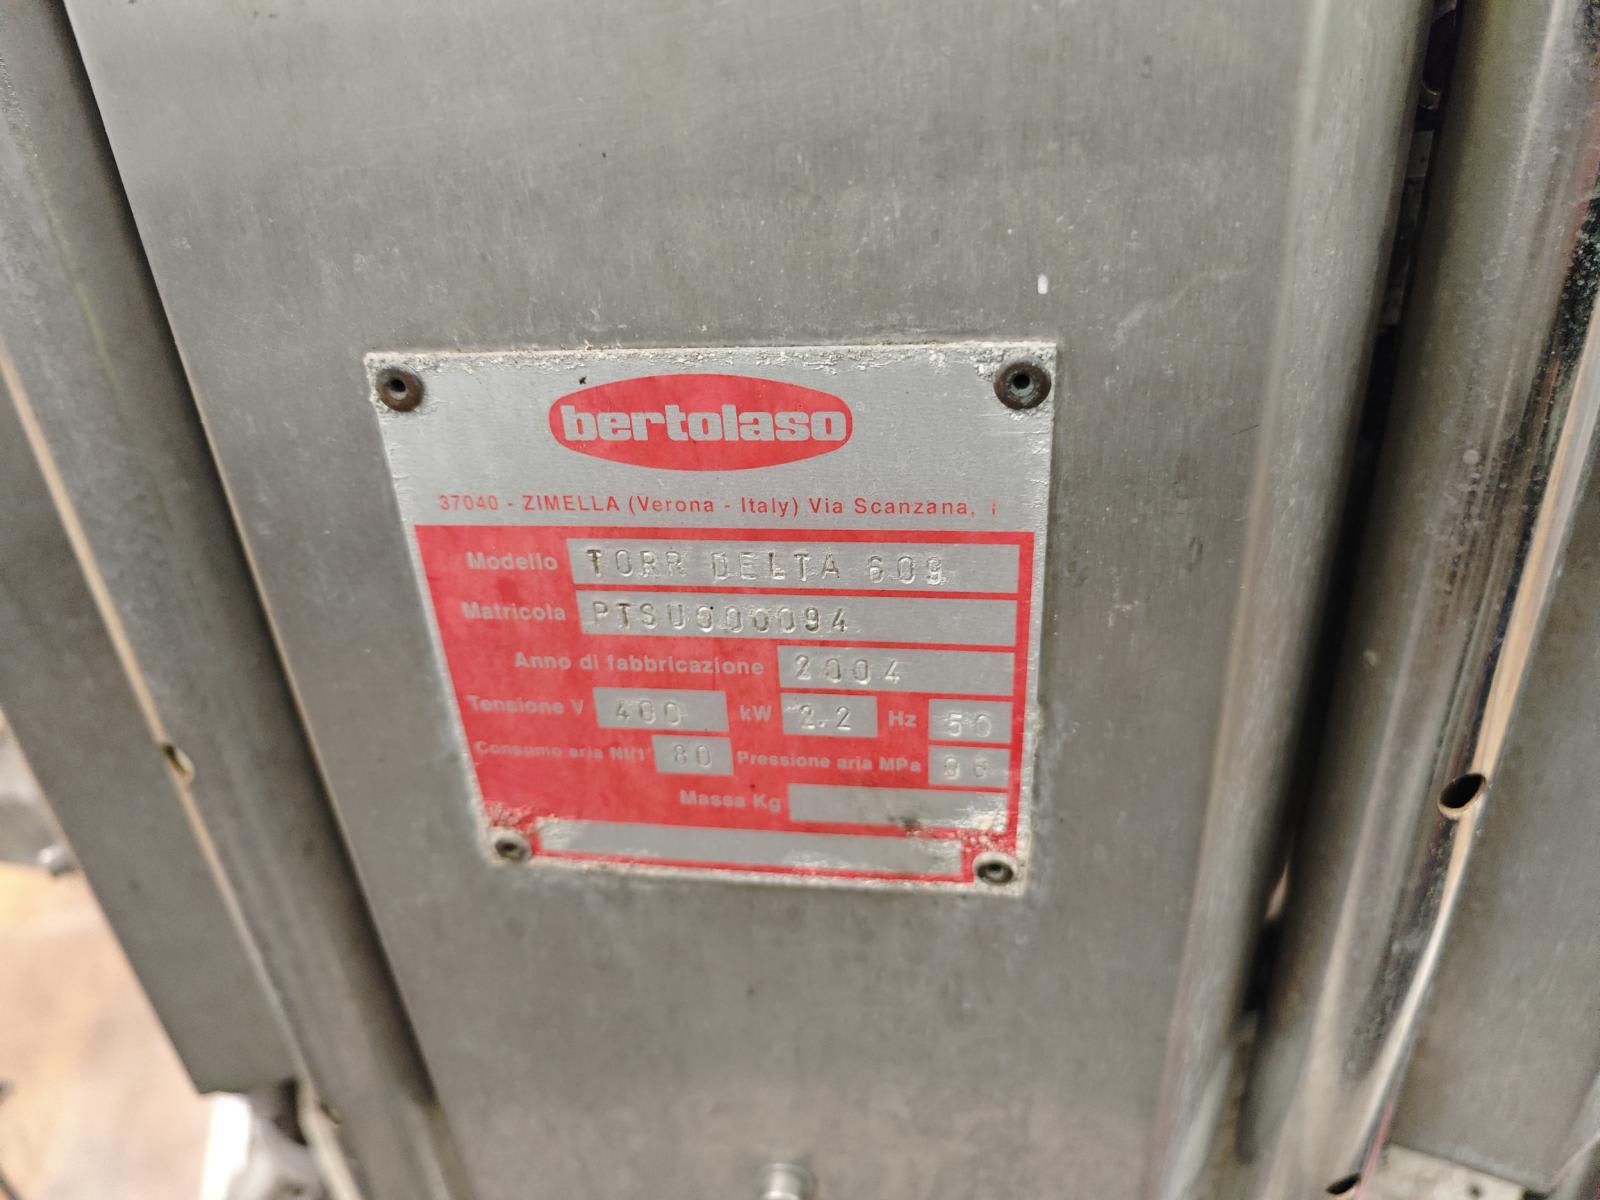 bertolaso
37040 - ZIMELLA (Verona - Italy) Via Scanzana, 1
Modello TORR DELTA 609
Matricola PTSU000094
Anno di fabbricazione 2004
Tensione V 400 kW 2.2 Hz 50
Consumo aria Nl/1' 80 Pressione aria MPa
Massa Kg